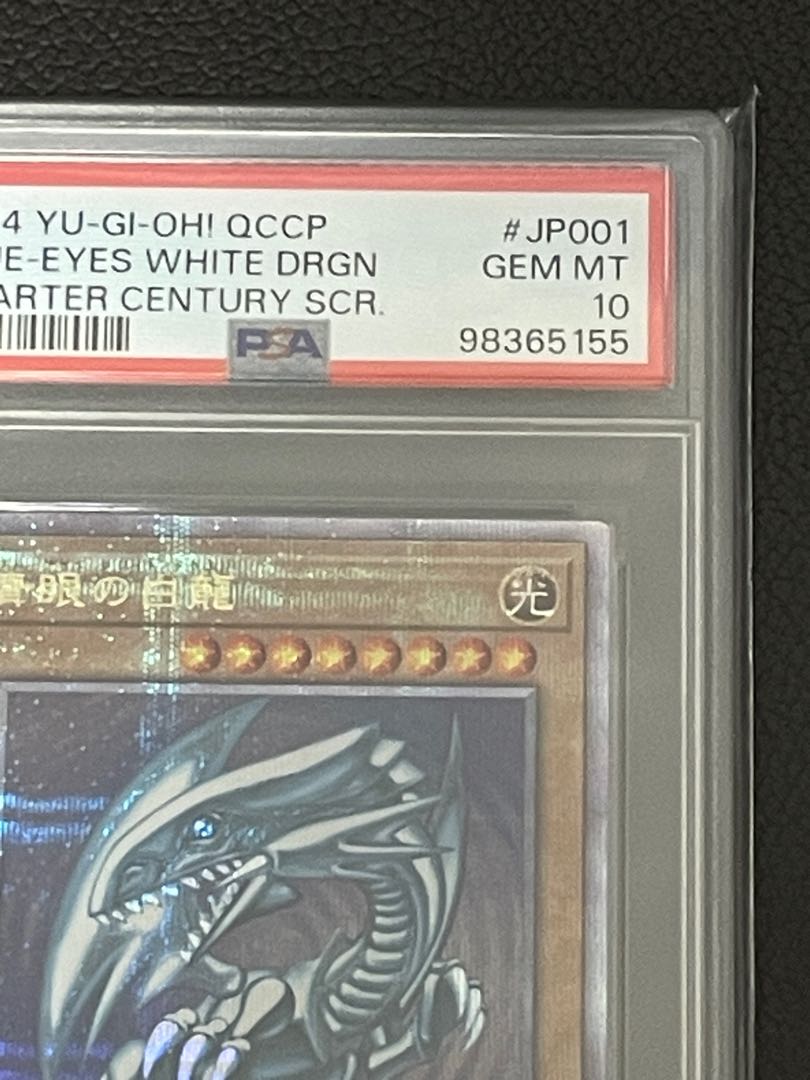 4 YU-GI-OH! QCCP #JP001
E-EYES WHITE DRGN GEM MT
ARTER CENTURY SCR. 10
PSA 98365155
眼の白龍 光